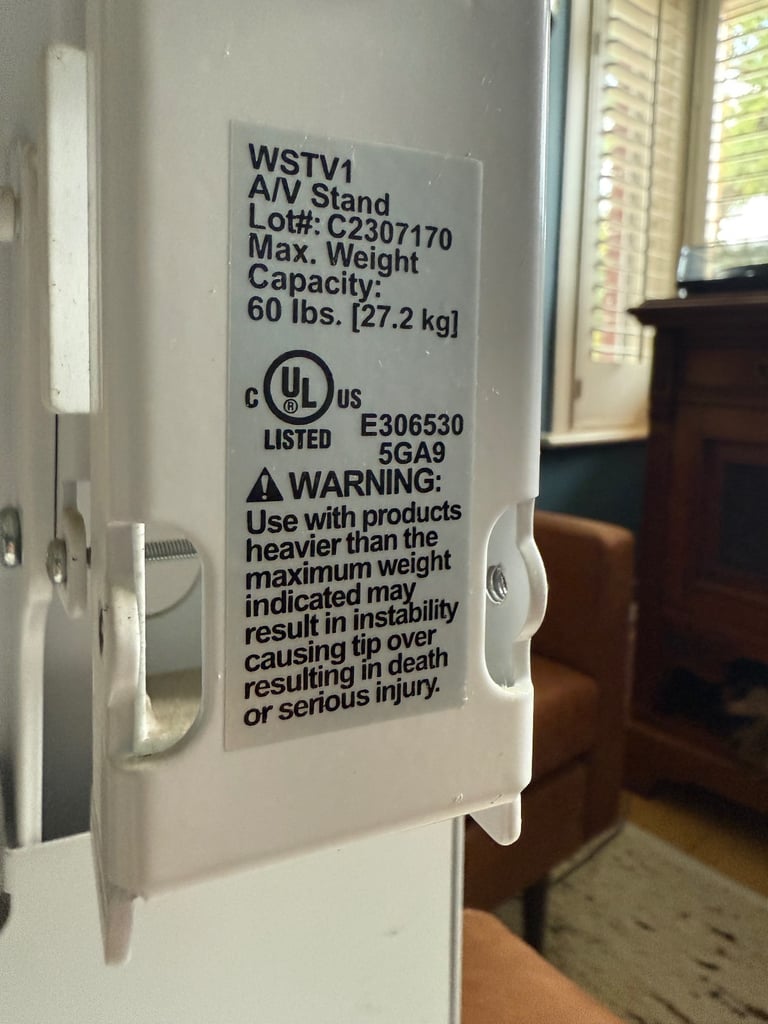 WSTV1
A/V Stand
Lot#: C2307170
Max. Weight
Capacity:
60 lbs. [27.2 kg]
C UL ® US
LISTED E306530
5GA9
WARNING:
Use with products
heavier than the
maximum weight
indicated may
result in instability
causing tip over
resulting in death
or serious injury.